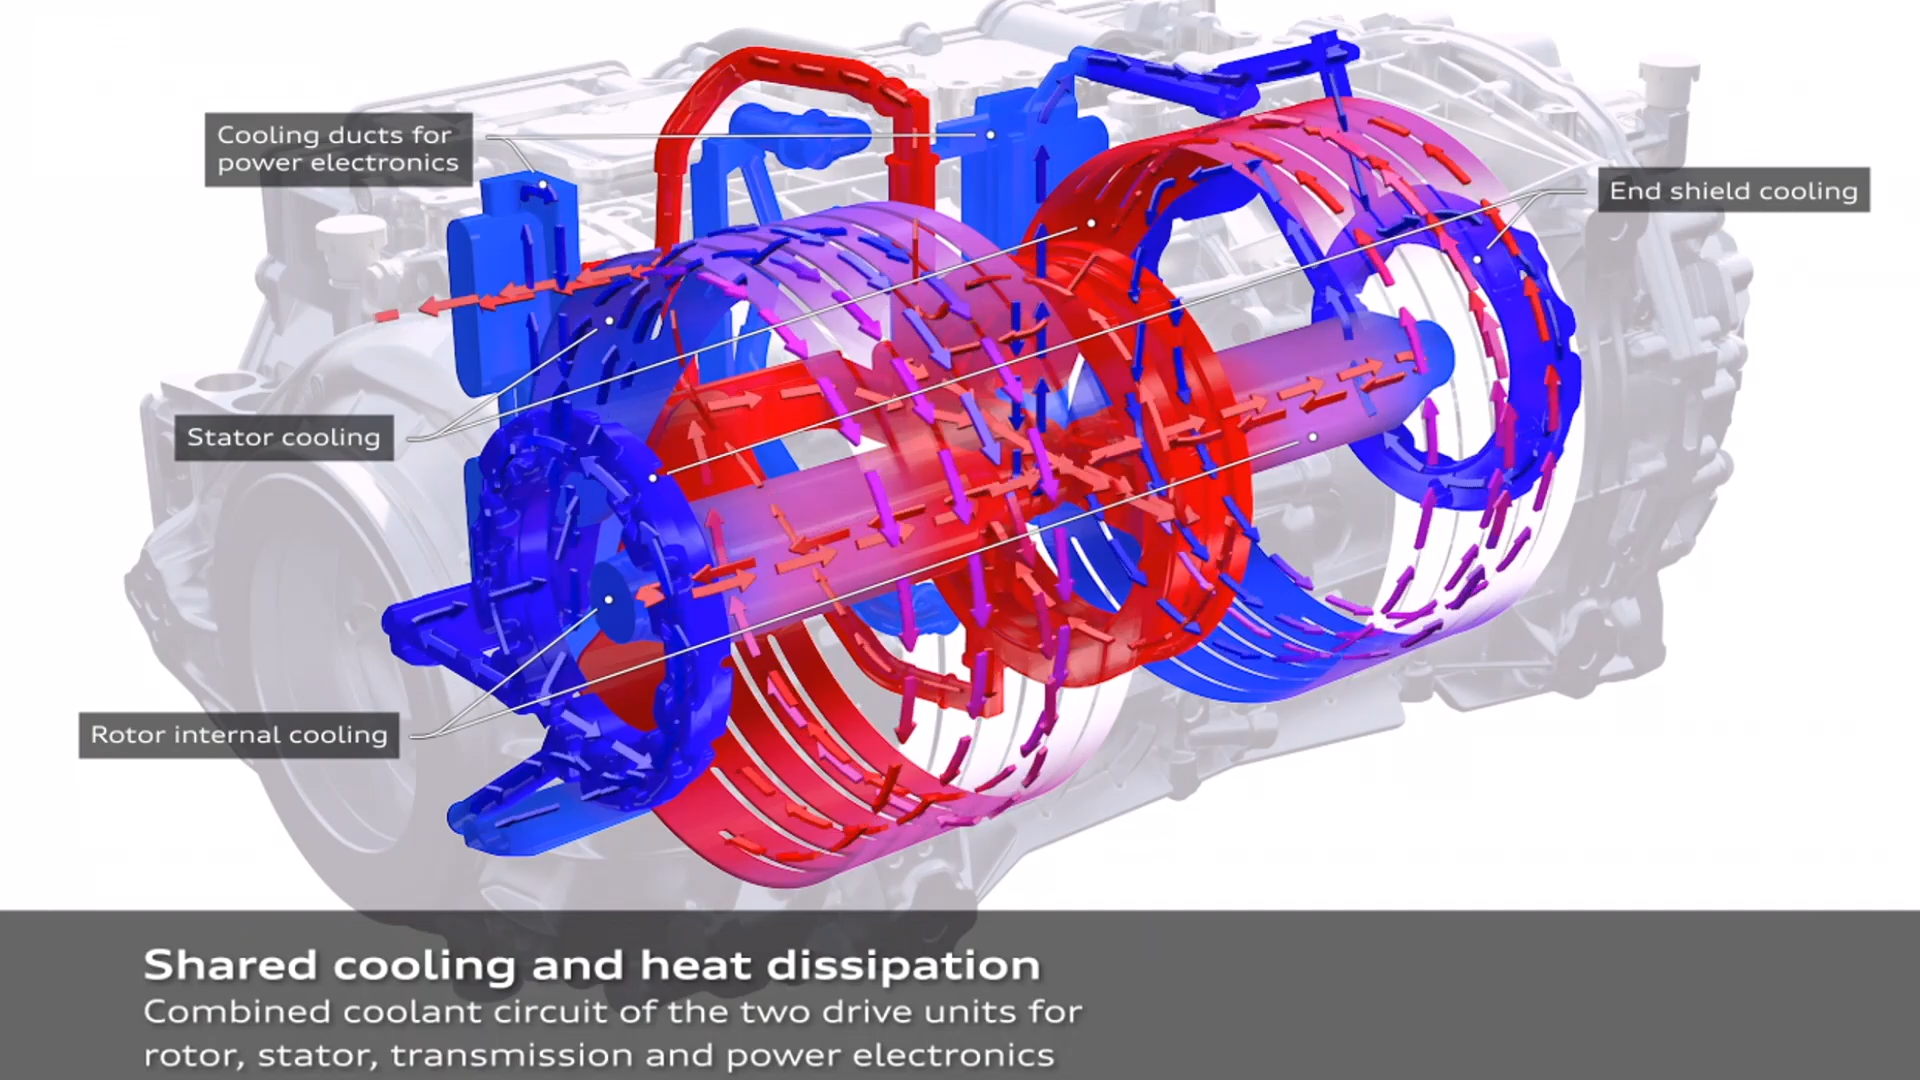 Cooling ducts for
power electronics
End shield cooling
Stator cooling
Rotor internal cooling
Shared cooling and heat dissipation
Combined coolant circuit of the two drive units for
rotor, stator, transmission and power electronics